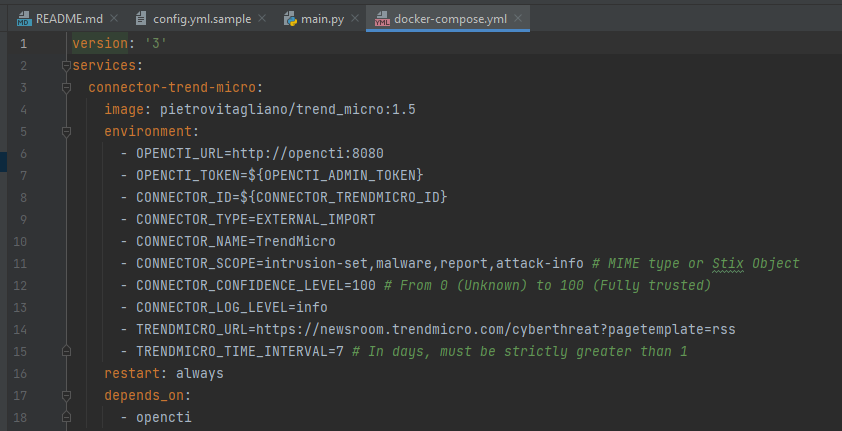 README.md config.yml.sample main.py docker-compose.yml
1 version: '3'
2 services:
3 connector-trend-micro:
4 image: pietrovitagliano/trend_micro:1.5
5 environment:
6 - OPENCTI_URL=http://opencti:8080
7 - OPENCTI_TOKEN=${OPENCTI_ADMIN_TOKEN}
8 - CONNECTOR_ID=${CONNECTOR_TRENDMICRO_ID}
9 - CONNECTOR_TYPE=EXTERNAL_IMPORT
10 - CONNECTOR_NAME=TrendMicro
11 - CONNECTOR_SCOPE=intrusion-set,malware,report,attack-info # MIME type or Stix Object
12 - CONNECTOR_CONFIDENCE_LEVEL=100 # From 0 (Unknown) to 100 (Fully trusted)
13 - CONNECTOR_LOG_LEVEL=info
14 - TRENDMICRO_URL=https://newsroom.trendmicro.com/cyberthreat?pagetemplate=rss
15 - TRENDMICRO_TIME_INTERVAL=7 # In days, must be strictly greater than 1
16 restart: always
17 depends_on:
18 - opencti